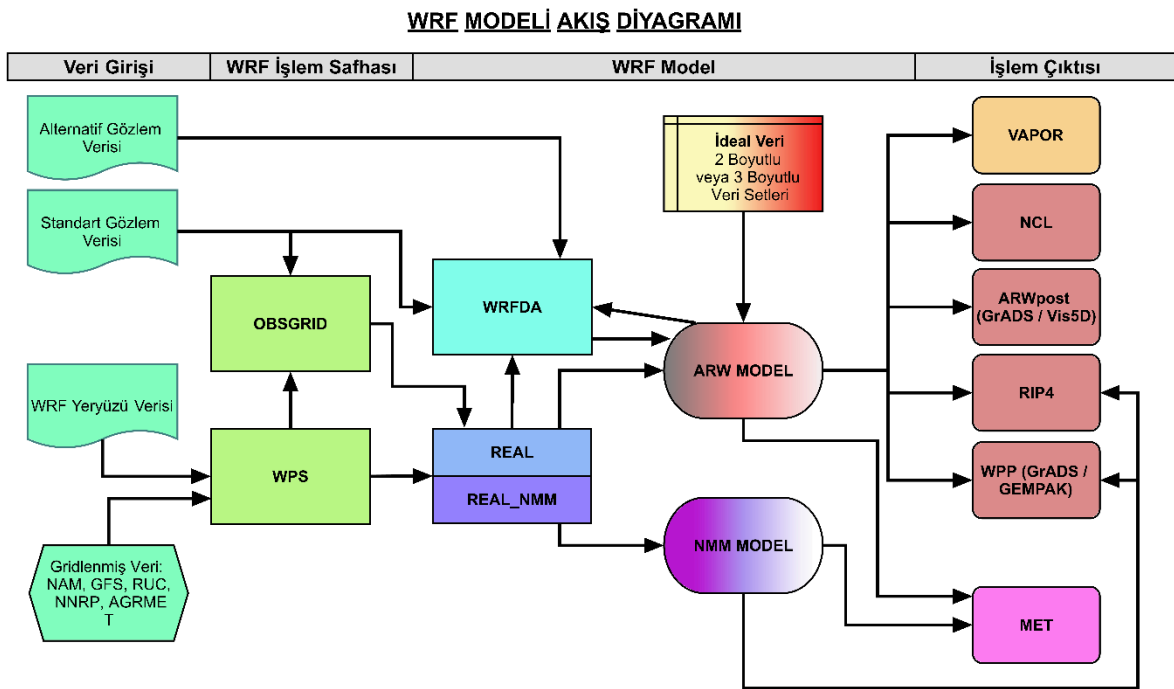 WRF MODELİ AKIŞ DİYAGRAMI
Veri Girişi
WRF İşlem Safhası
WRF Model
İşlem Çıktısı
Alternatif Gözlem
Verisi
Standart Gözlem
Verisi
WRF Yeryüzü Verisi
Gridlenmiş Veri:
NAM, GFS, RUC,
NNRP, AGRME
T
OBSGRID
WPS
WRFDA
REAL
REAL_NMM
İdeal Veri
2 Boyutlu
veya 3 Boyutlu
Veri Setleri
ARW MODEL
NMM MODEL
VAPOR
NCL
ARWpost
(GrADS / Vis5D)
RIP4
WPP (GrADS /
GEMPAK)
MET